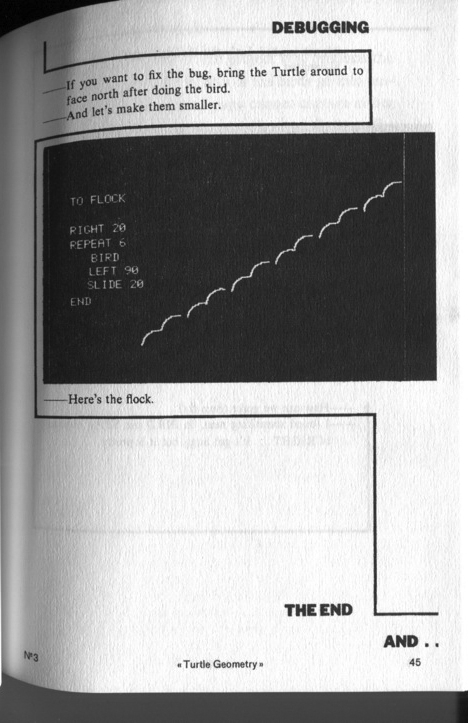 DEBUGGING
—If you want to fix the bug, bring the Turtle around to
face north after doing the bird.
—And let's make them smaller.
TO FLOCK
RIGHT 20
REPEAT 6
BIRD
LEFT 90
SLIDE 20
END
—Here's the flock.
THE END
AND . .
Nº3
« Turtle Geometry »
45